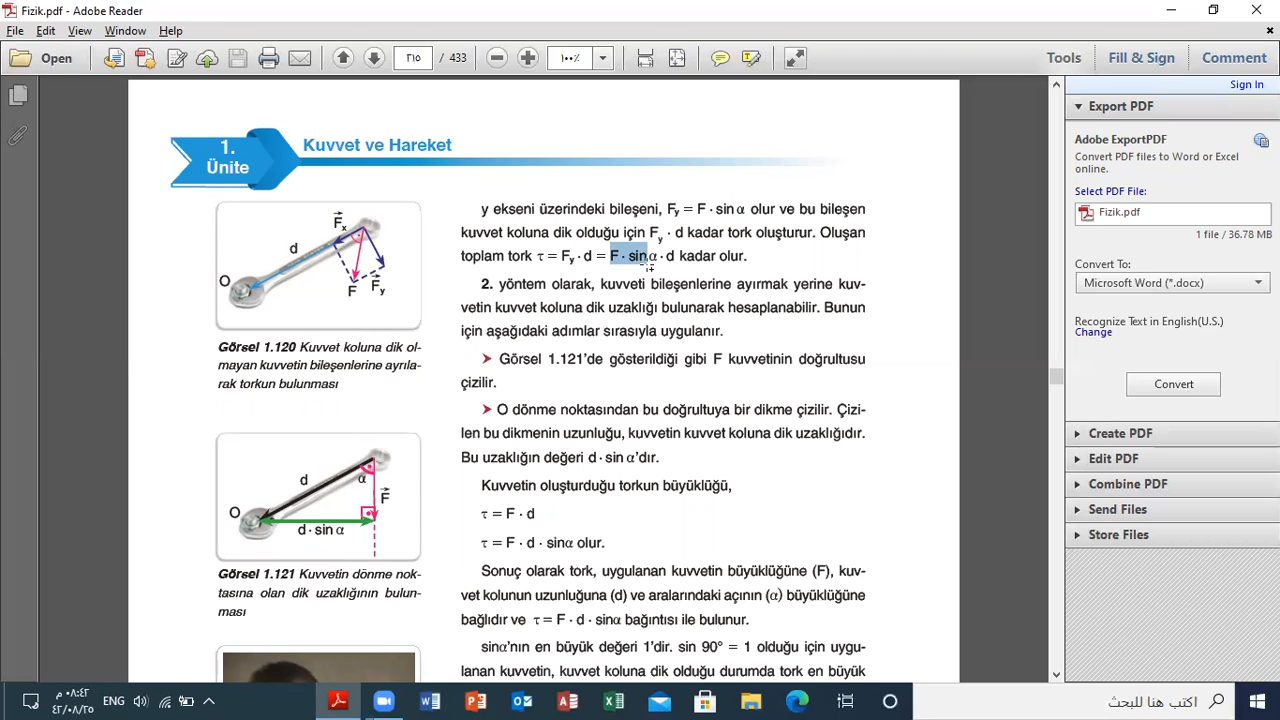 Fizik.pdf - Adobe Reader
File Edit View Window Help
Open ٢١٥ / 433 ١٠٠٪ Tools Fill & Sign Comment
Sign In
Export PDF
Adobe ExportPDF
Convert PDF files to Word or Excel
online.
Select PDF File:
Fizik.pdf
1 file / 36.78 MB
Convert To:
Microsoft Word (*.docx)
Recognize Text in English(U.S.)
Change
Convert
Create PDF
Edit PDF
Combine PDF
Send Files
Store Files
1.
Ünite
Kuvvet ve Hareket
y ekseni üzerindeki bileşeni, Fy = F · sinα olur ve bu bileşen
kuvvet koluna dik olduğu için Fy · d kadar tork oluşturur. Oluşan
toplam tork τ = Fy · d = F · sinα · d kadar olur.
2. yöntem olarak, kuvveti bileşenlerine ayırmak yerine kuv-
vetin kuvvet koluna dik uzaklığı bulunarak hesaplanabilir. Bunun
için aşağıdaki adımlar sırasıyla uygulanır.
➤ Görsel 1.121’de gösterildiği gibi F kuvvetinin doğrultusu
çizilir.
➤ O dönme noktasından bu doğrultuya bir dikme çizilir. Çizi-
len bu dikmenin uzunluğu, kuvvetin kuvvet koluna dik uzaklığıdır.
Bu uzaklığın değeri d · sin α’dır.
Kuvvetin oluşturduğu torkun büyüklüğü,
τ = F · d
τ = F · d · sinα olur.
Sonuç olarak tork, uygulanan kuvvetin büyüklüğüne (F), kuv-
vet kolunun uzunluğuna (d) ve aralarındaki açının (α) büyüklüğüne
bağlıdır ve τ = F · d · sinα bağıntısı ile bulunur.
sinα’nın en büyük değeri 1’dir. sin 90° = 1 olduğu için uygu-
lanan kuvvetin, kuvvet koluna dik olduğu durumda tork en büyük
Fx
d
O
F
Fy
Görsel 1.120 Kuvvet koluna dik ol-
mayan kuvvetin bileşenlerine ayrıla-
rak torkun bulunması
d
α
F
O
d · sin α
Görsel 1.121 Kuvvetin dönme nok-
tasına olan dik uzaklığının bulun-
ması
ENG
اكتب هنا للبحث